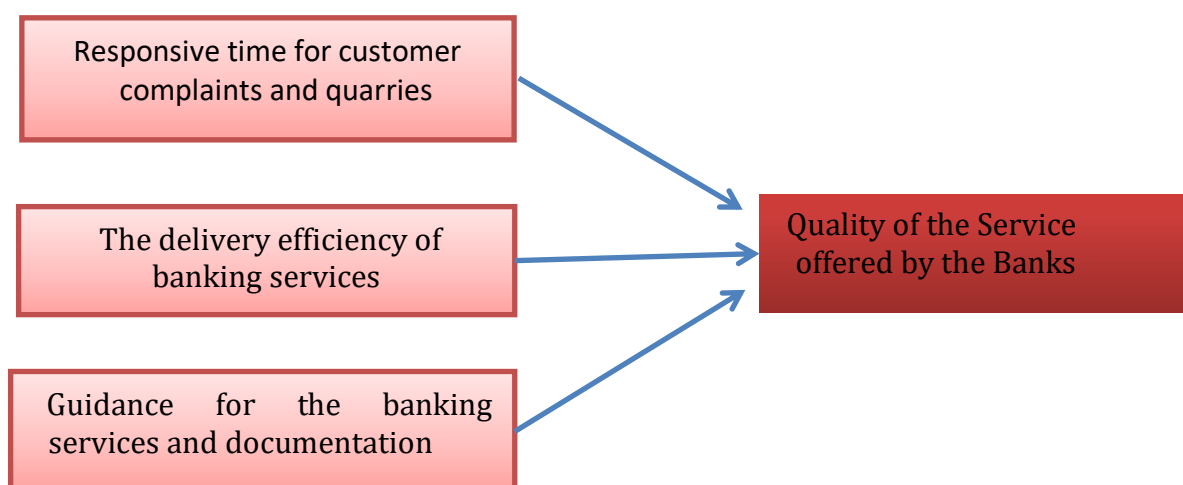 Responsive time for customer
complaints and quarries
The delivery efficiency of
banking services
Guidance for the banking
services and documentation
Quality of the Service
offered by the Banks